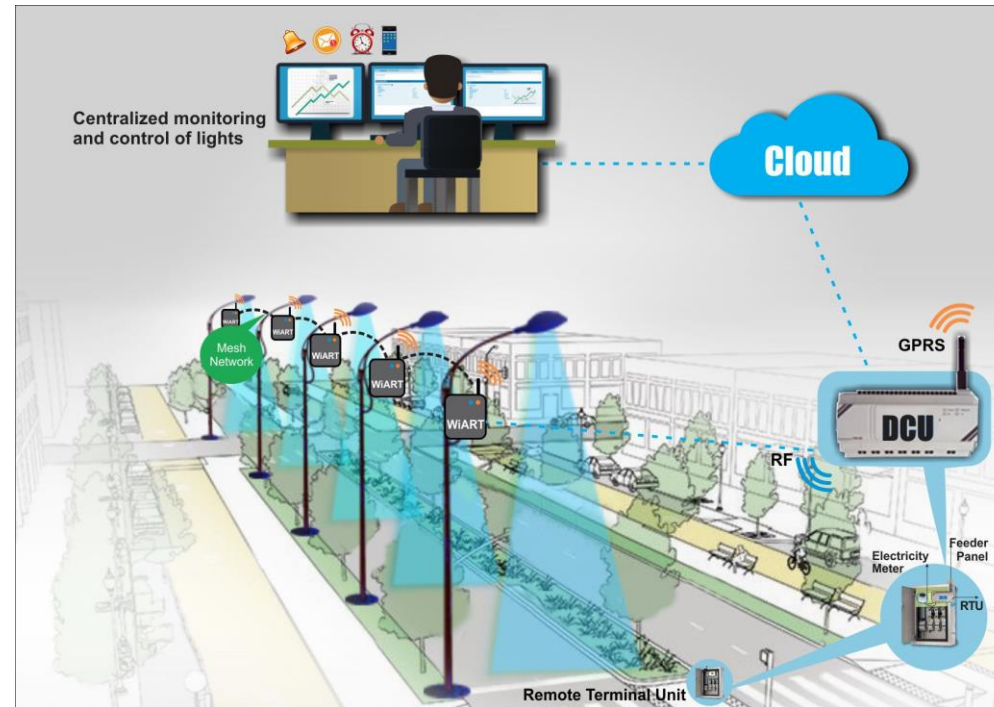 Centralized monitoring
and control of lights
Cloud
WiART
WiART
WiART
WiART
WiART
Mesh
Network
GPRS
DCU
RF
Electricity
Meter
Feeder
Panel
RTU
Remote Terminal Unit